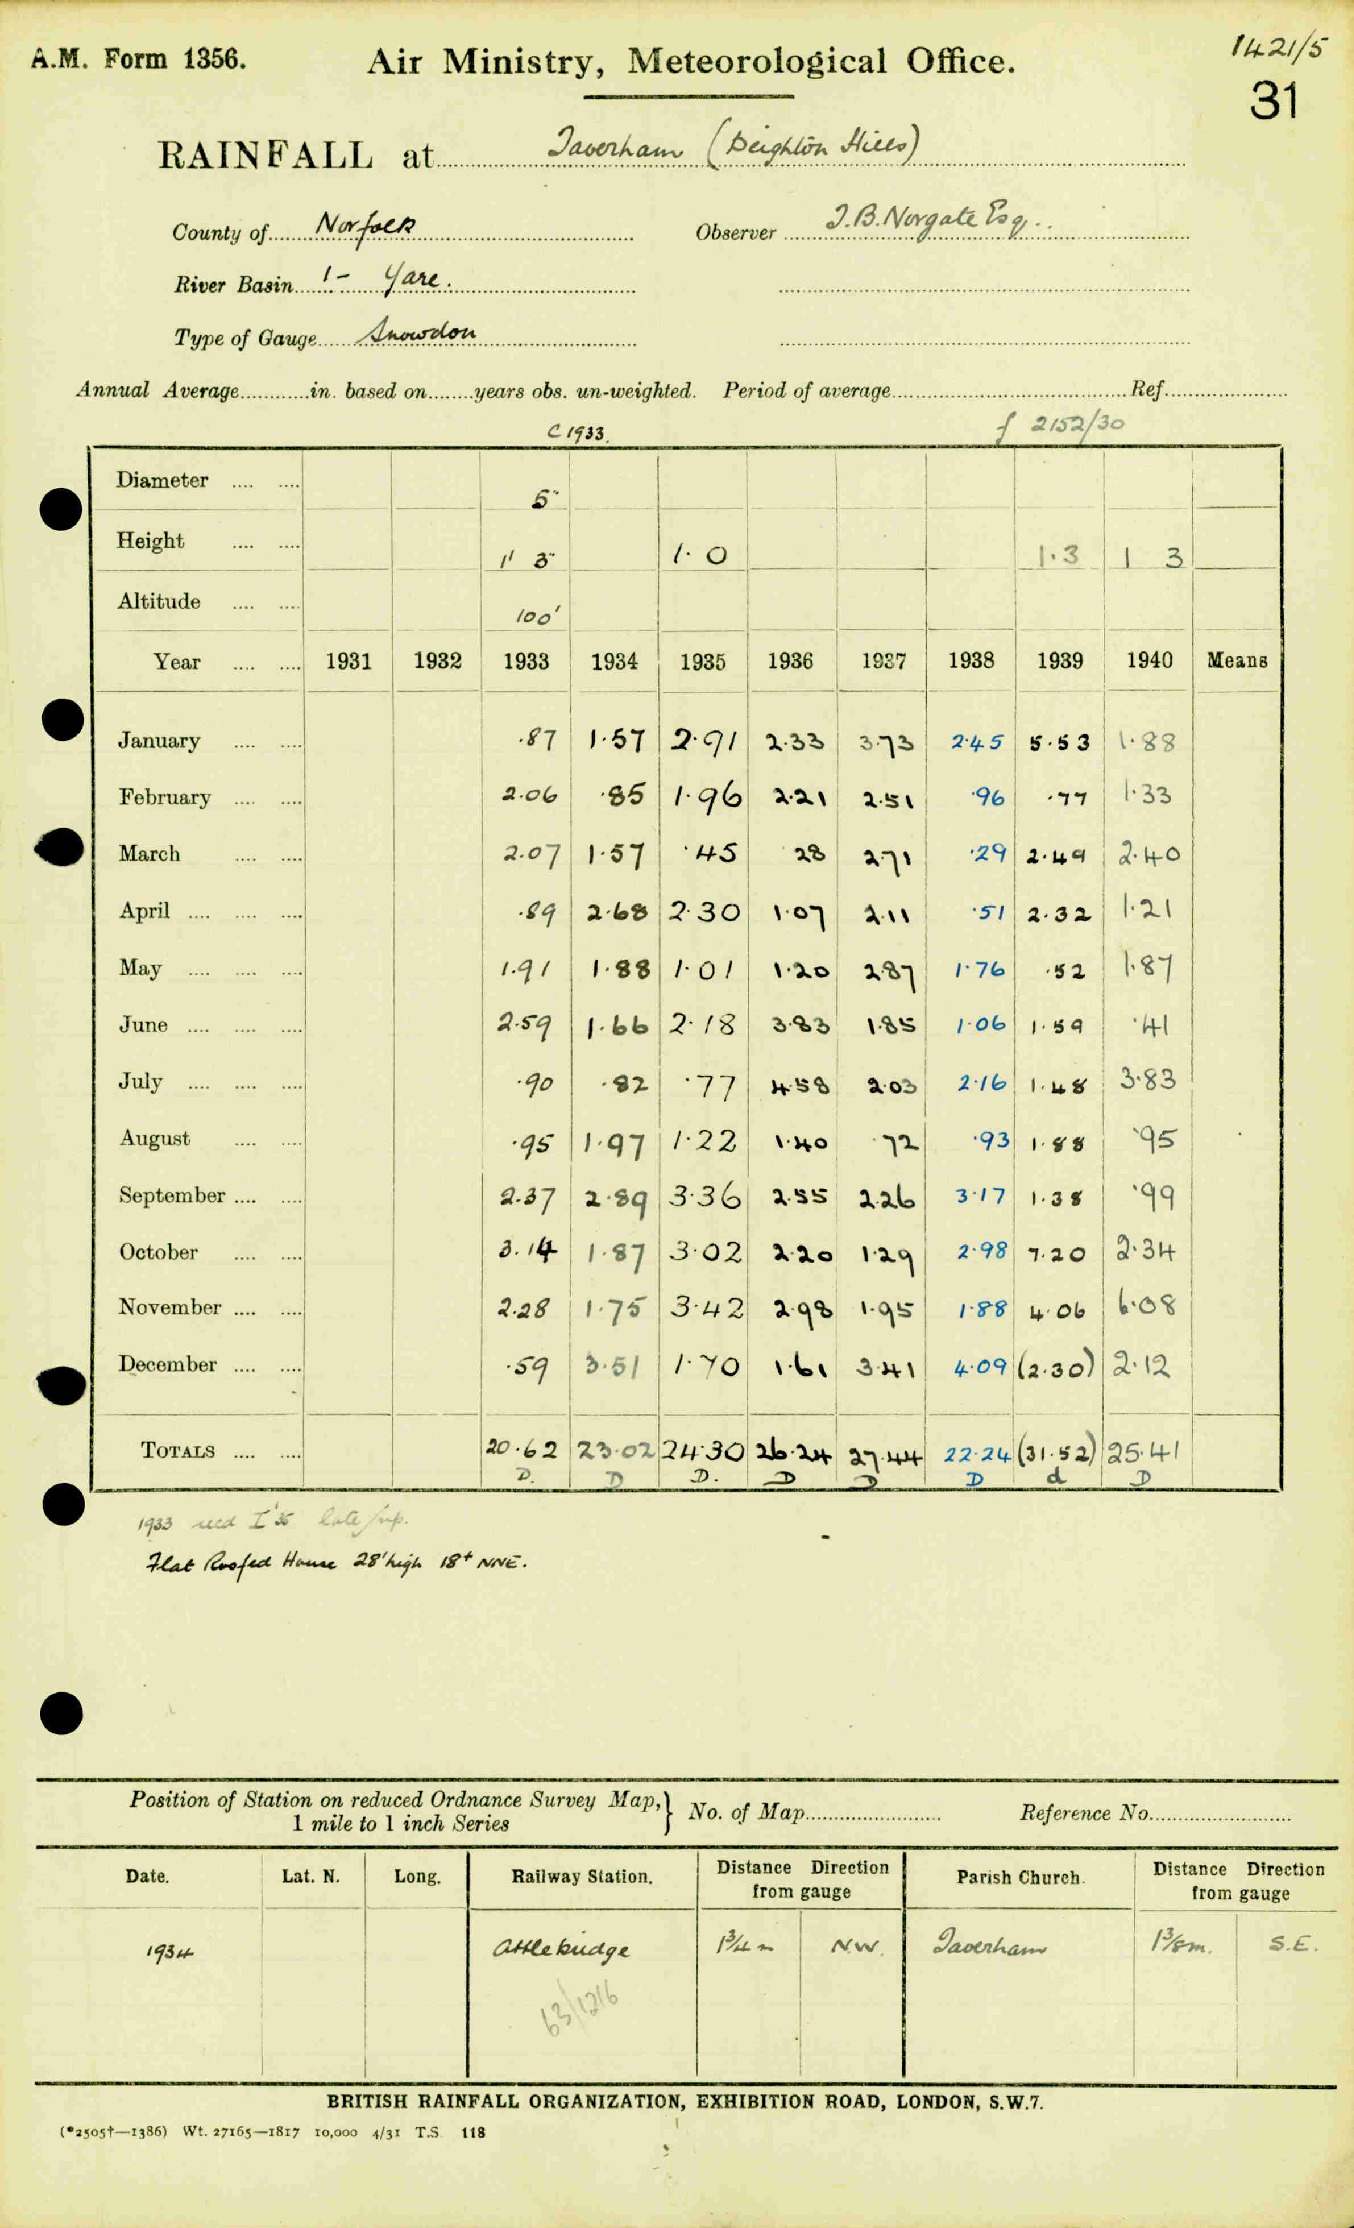 A.M. Form 1356.
Air Ministry, Meteorological Office.
1421/5
31
RAINFALL at Taverham (Deighton Hills)
County of Norfolk Observer J.B. Norgate Esq.
River Basin 1- Yare.
Type of Gauge Snowdon
Annual Average in. based on years obs. un-weighted. Period of average Ref.
C 1933. f 2152/30
Diameter 5"
Height 1' 3" 1. 0 1.3 1 3
Altitude 100'
Year 1931 1932 1933 1934 1935 1936 1937 1938 1939 1940 Means
January .87 1.57 2.91 2.33 3.73 2.45 5.53 1.88
February 2.06 .85 1.96 2.21 2.51 .96 .77 1.33
March 2.07 1.57 .45 28 2.71 .29 2.49 2.40
April .89 2.68 2.30 1.07 2.11 .51 2.32 1.21
May 1.91 1.88 1.01 1.20 2.87 1.76 .52 1.87
June 2.59 1.66 2.18 3.83 1.85 1.06 1.59 .41
July .90 .82 .77 4.58 2.03 2.16 1.48 3.83
August .95 1.97 1.22 1.40 .72 .93 1.88 .95
September 2.37 2.89 3.36 2.55 2.26 3.17 1.38 .99
October 3.14 1.87 3.02 2.20 1.29 2.98 7.20 2.34
November 2.28 1.75 3.42 2.98 1.95 1.88 4.06 6.08
December .59 3.51 1.70 1.61 3.41 4.09 (2.30) 2.12
TOTALS 20.62 23.02 24.30 26.24 27.44 22.24 (31.52) 25.41
D. D D. D D D d D
1933 recd I '35 late
Flat Roofed House 28' high 18+ NNE.
Position of Station on reduced Ordnance Survey Map, } No. of Map Reference No.
1 mile to 1 inch Series
Date. Lat. N. Long. Railway Station. Distance Direction from gauge Parish Church. Distance Direction from gauge
1934 Attlebridge 1¾ m N.W. Taverham 1⅜m. S.E.
63/1216
BRITISH RAINFALL ORGANIZATION, EXHIBITION ROAD, LONDON, S.W.7.
(*2505†—1386) Wt. 27165—1817 10,000 4/31 T.S. 118